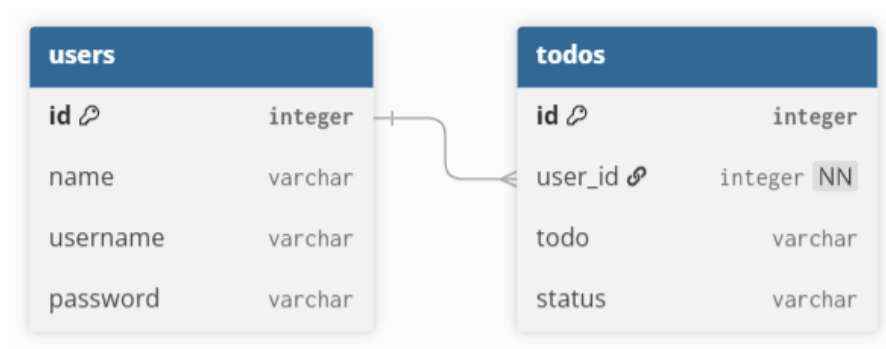 users
id integer
name varchar
username varchar
password varchar
todos
id integer
user_id integer NN
todo varchar
status varchar